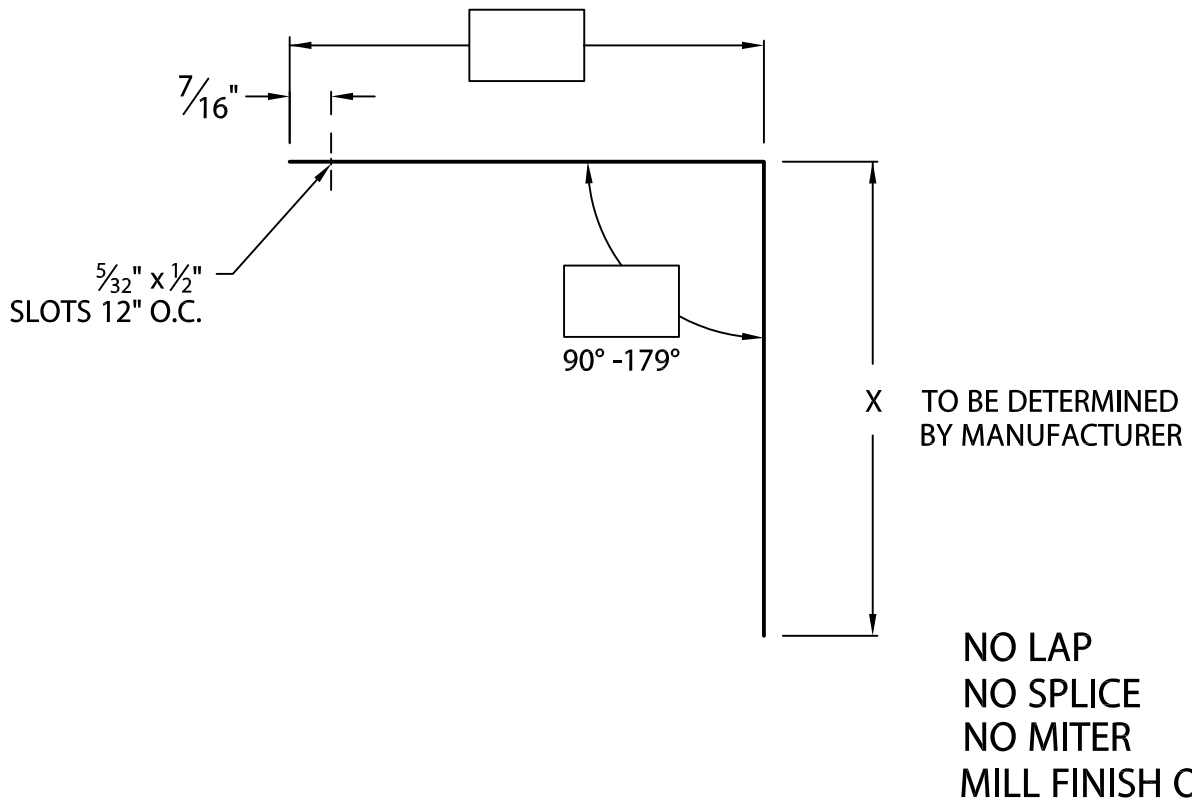 7/16"
5/32" x 1/2"
SLOTS 12" O.C.
90° -179°
X TO BE DETERMINED
BY MANUFACTURER
NO LAP
NO SPLICE
NO MITER
MILL FINISH